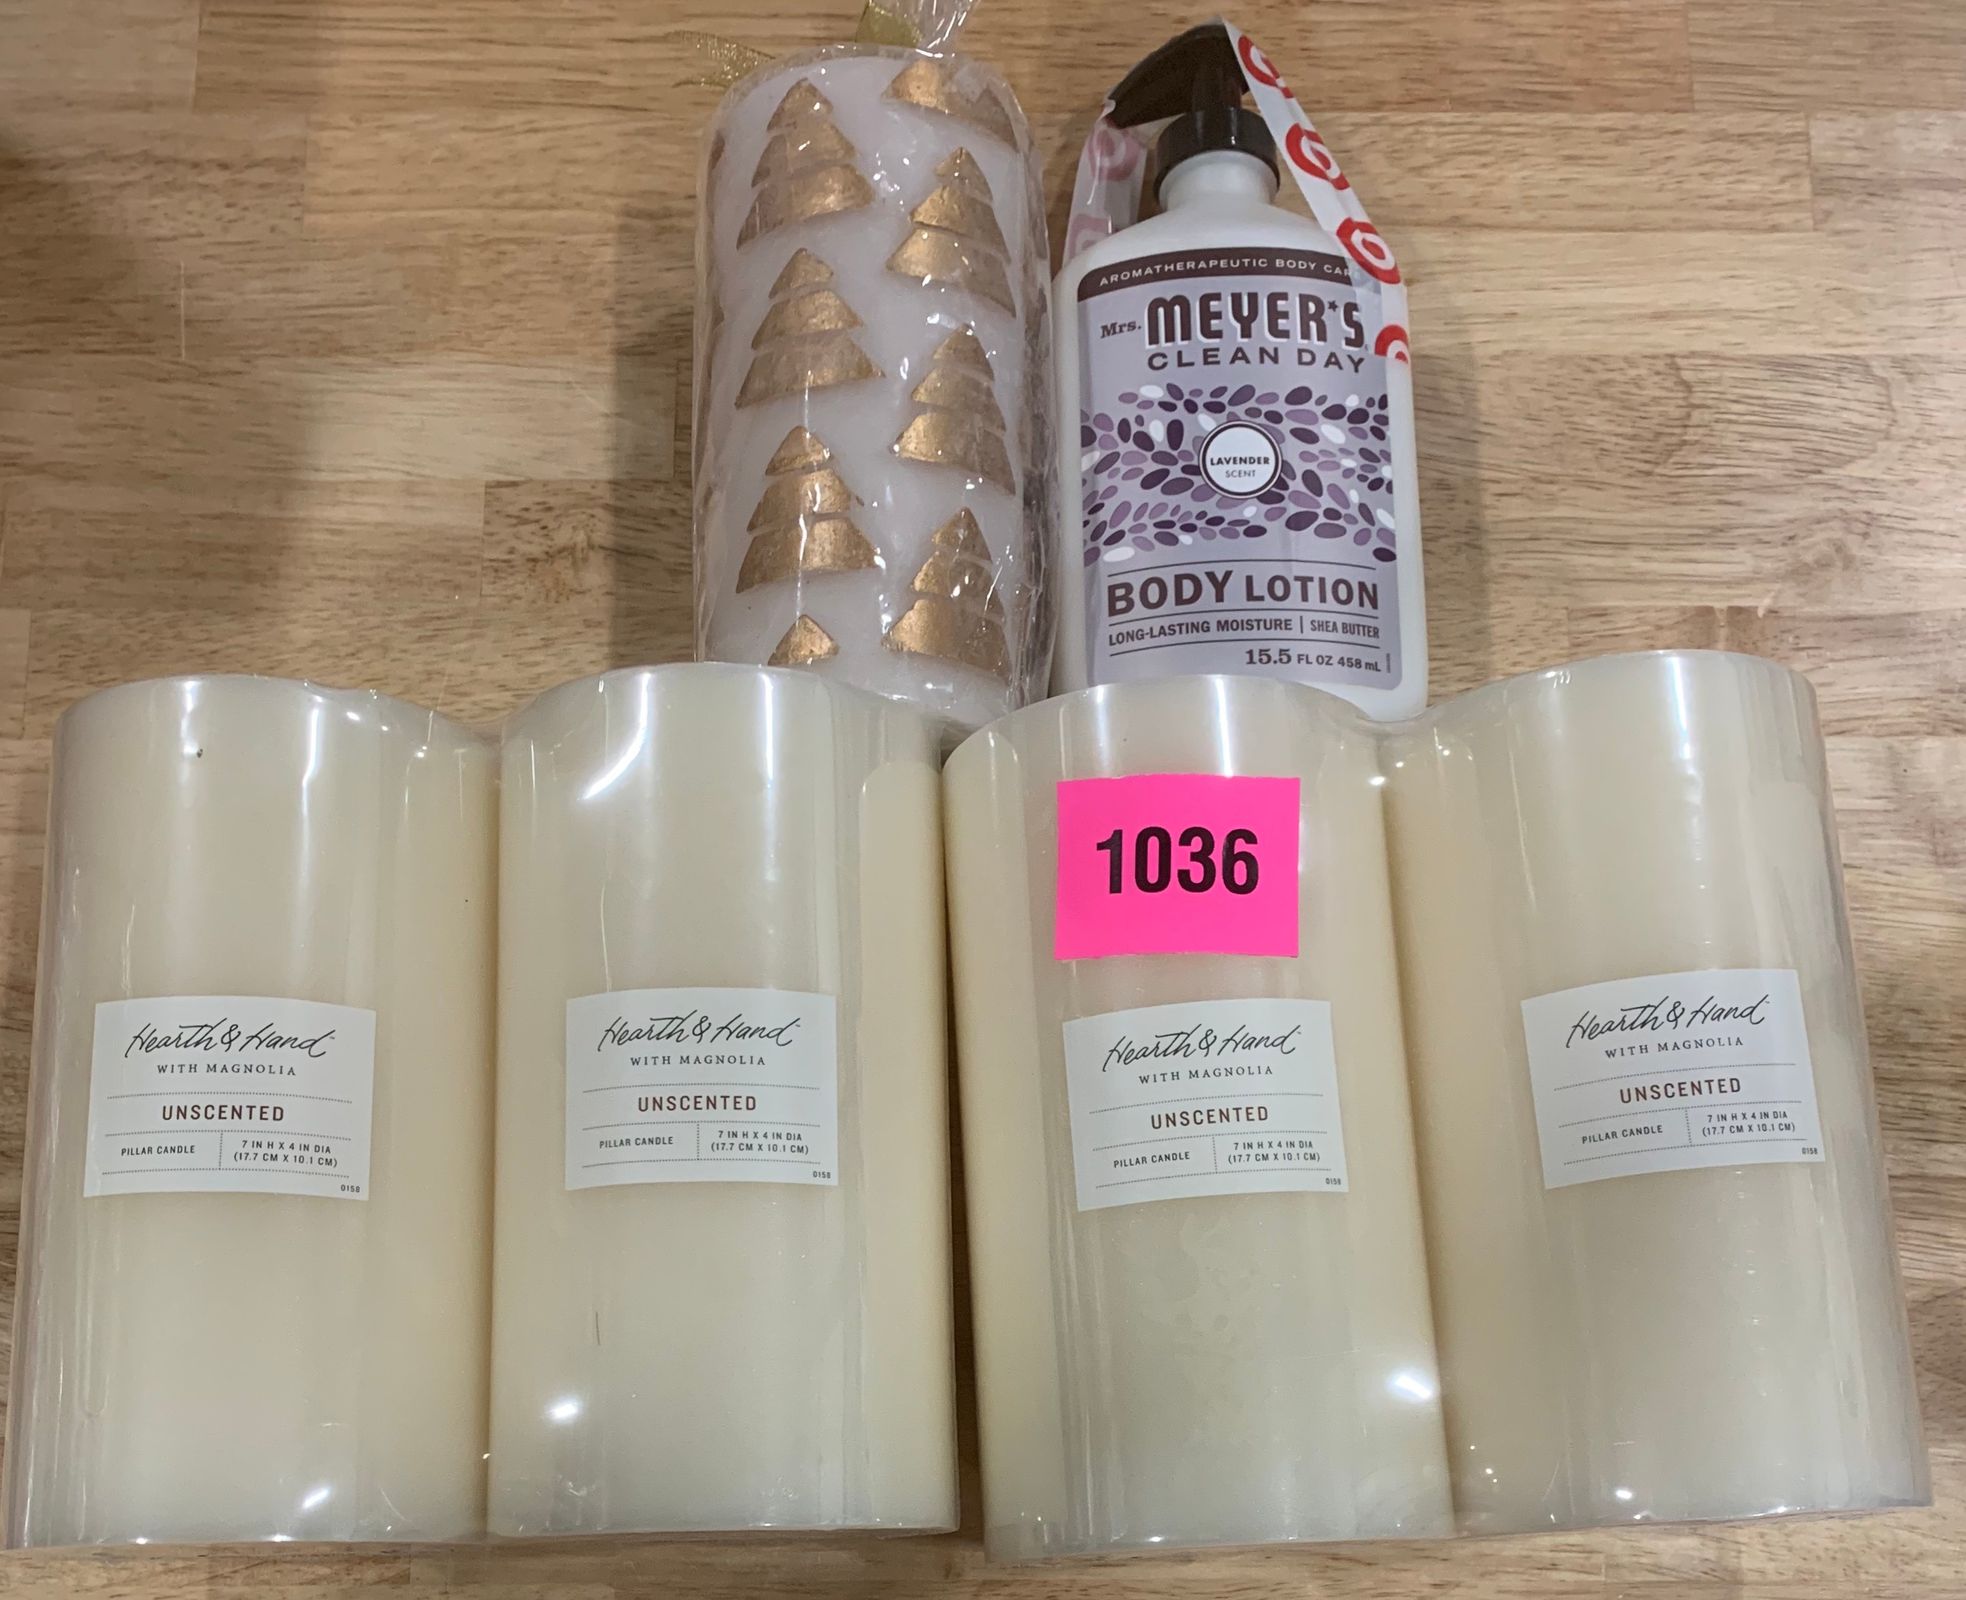 AROMATHERAPEUTIC BODY CARE
Mrs. MEYER'S
CLEAN DAY
LAVENDER
SCENT
BODY LOTION
LONG-LASTING MOISTURE | SHEA BUTTER
15.5 FL OZ 458 mL
1036
Hearth & Hand™
WITH MAGNOLIA
UNSCENTED
PILLAR CANDLE
7 IN H X 4 IN DIA
(17.7 CM X 10.1 CM)
0158
Hearth & Hand™
WITH MAGNOLIA
UNSCENTED
PILLAR CANDLE
7 IN H X 4 IN DIA
(17.7 CM X 10.1 CM)
0158
Hearth & Hand™
WITH MAGNOLIA
UNSCENTED
PILLAR CANDLE
7 IN H X 4 IN DIA
(17.7 CM X 10.1 CM)
0158
Hearth & Hand™
WITH MAGNOLIA
UNSCENTED
PILLAR CANDLE
7 IN H X 4 IN DIA
(17.7 CM X 10.1 CM)
0158